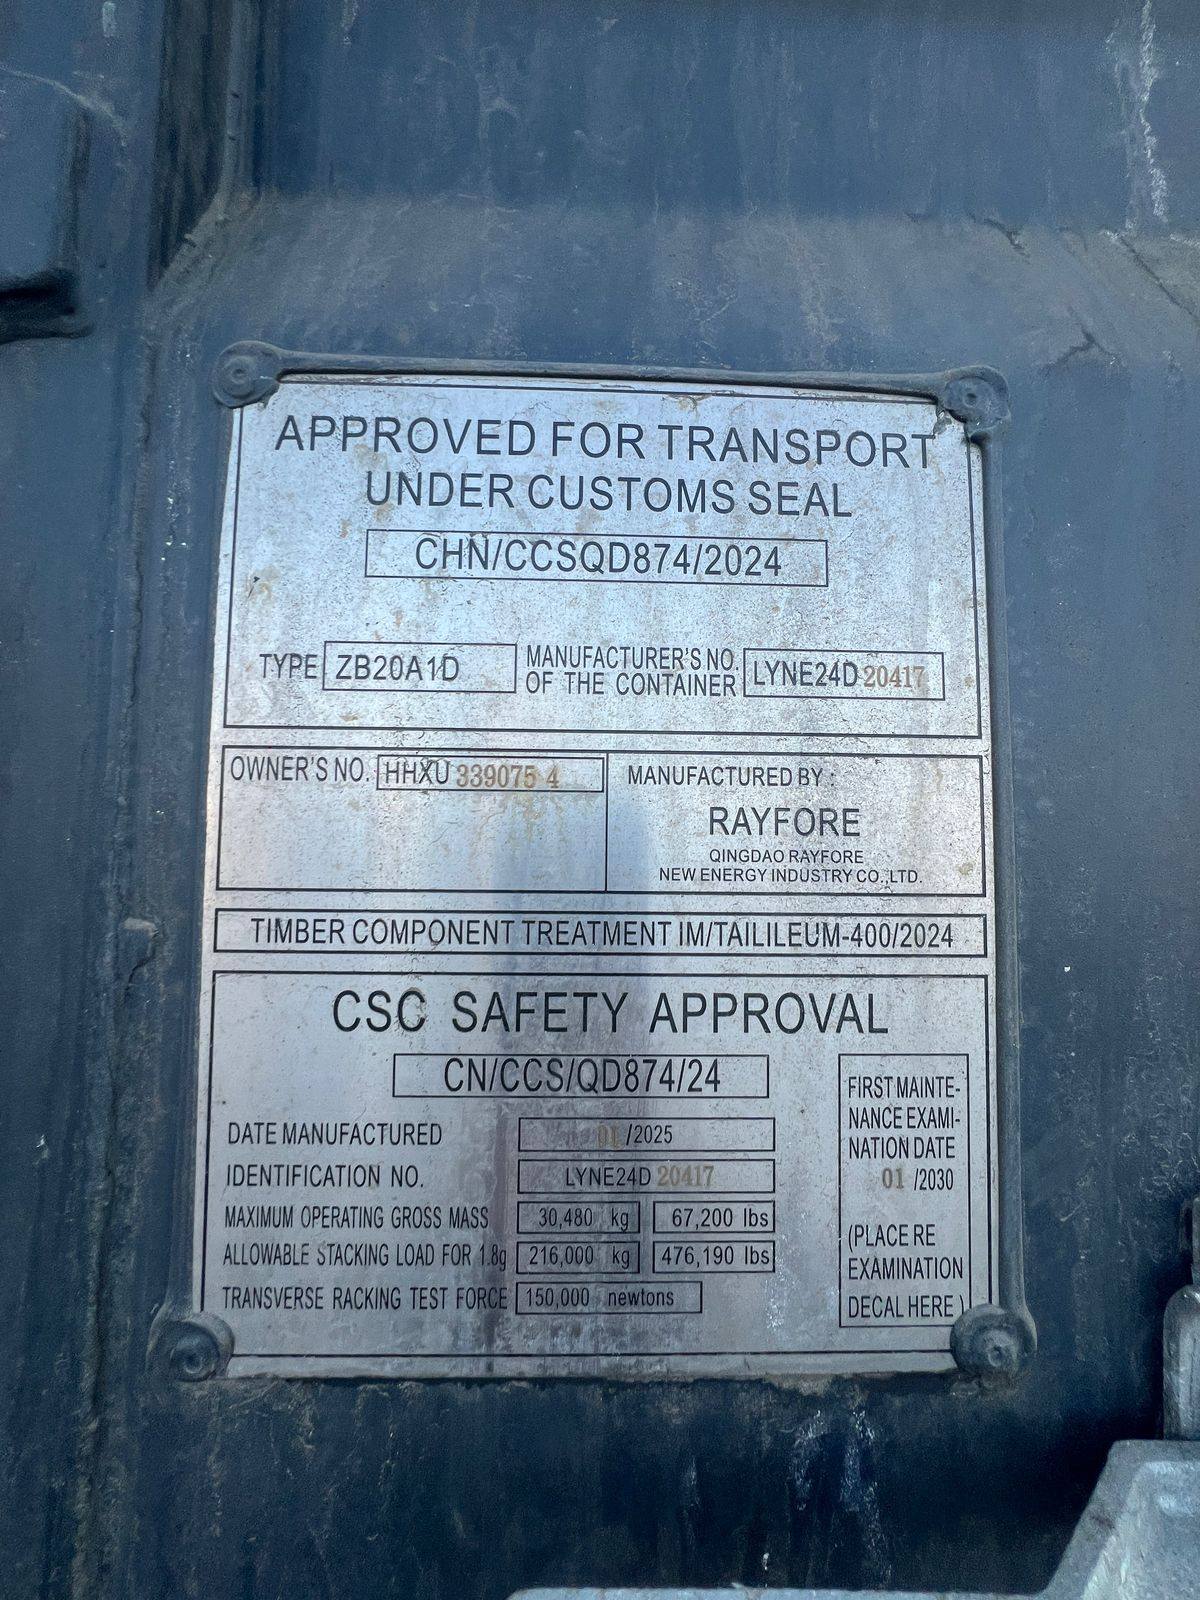 APPROVED FOR TRANSPORT
UNDER CUSTOMS SEAL
CHN/CCSQD874/2024
TYPE ZB20A1D MANUFACTURER'S NO. OF THE CONTAINER LYNE24D 20417
OWNER'S NO. HHXU 339075 4
MANUFACTURED BY :
RAYFORE
QINGDAO RAYFORE
NEW ENERGY INDUSTRY CO.,LTD.
TIMBER COMPONENT TREATMENT IM/TAILILEUM-400/2024
CSC SAFETY APPROVAL
CN/CCS/QD874/24
DATE MANUFACTURED 01/2025
IDENTIFICATION NO. LYNE24D 20417
MAXIMUM OPERATING GROSS MASS 30,480 kg 67,200 lbs
ALLOWABLE STACKING LOAD FOR 1.8g 216,000 kg 476,190 lbs
TRANSVERSE RACKING TEST FORCE 150,000 newtons
FIRST MAINTE-
NANCE EXAMI-
NATION DATE
01 /2030
(PLACE RE
EXAMINATION
DECAL HERE )